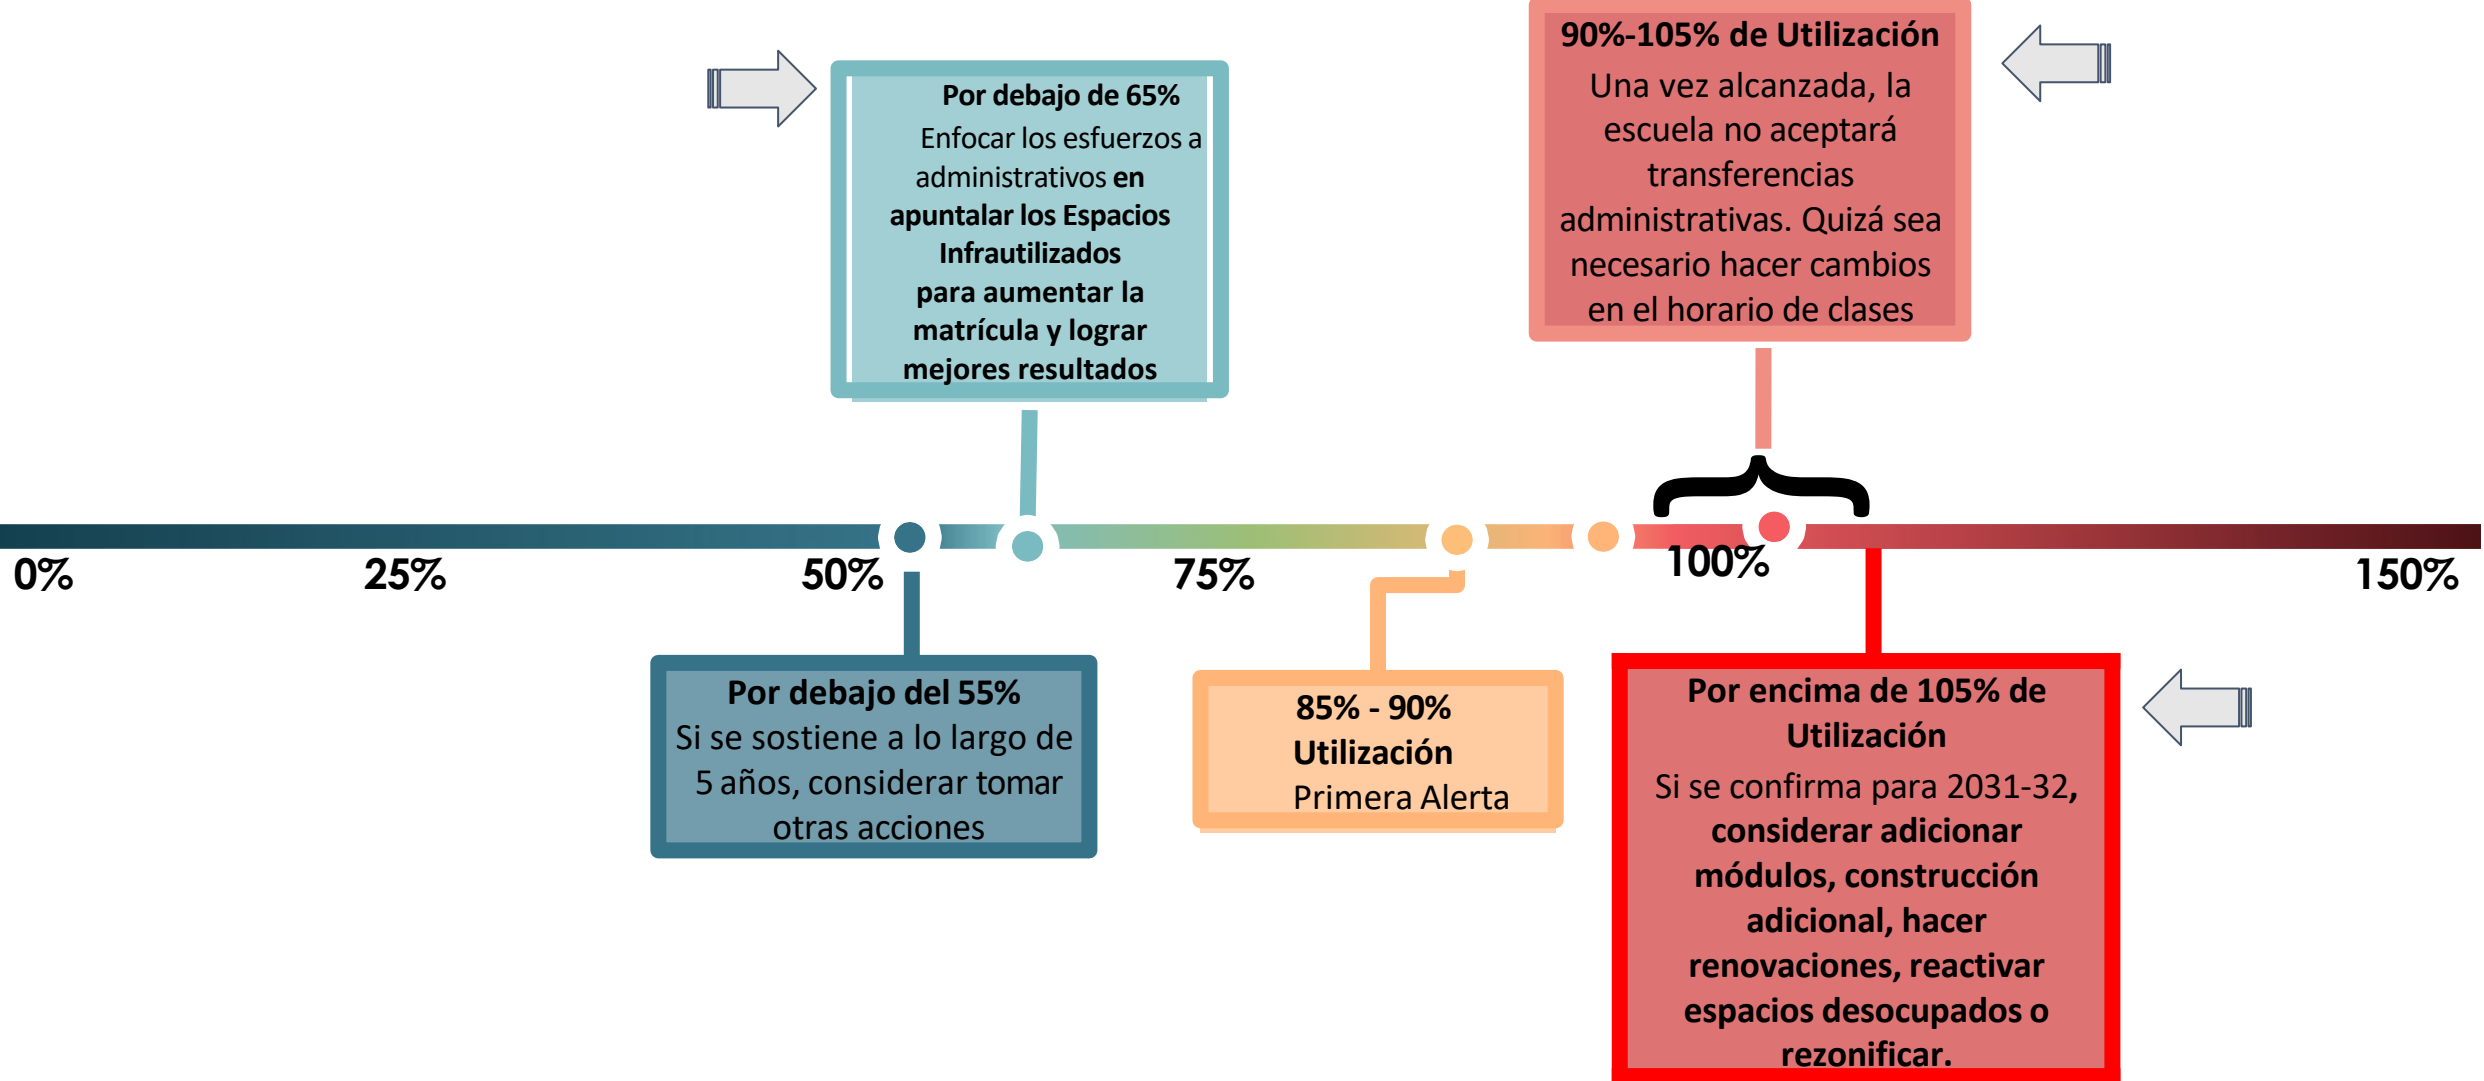 Por debajo de 65%
Enfocar los esfuerzos a
administrativos en
apuntalar los Espacios
Infrautilizados
para aumentar la
matrícula y lograr
mejores resultados
90%-105% de Utilización
Una vez alcanzada, la
escuela no aceptará
transferencias
administrativas. Quizá sea
necesario hacer cambios
en el horario de clases
0%
25%
50%
75%
100%
150%
Por debajo del 55%
Si se sostiene a lo largo de
5 años, considerar tomar
otras acciones
85% - 90%
Utilización
Primera Alerta
Por encima de 105% de
Utilización
Si se confirma para 2031-32,
considerar adicionar
módulos, construcción
adicional, hacer
renovaciones, reactivar
espacios desocupados o
rezonificar.